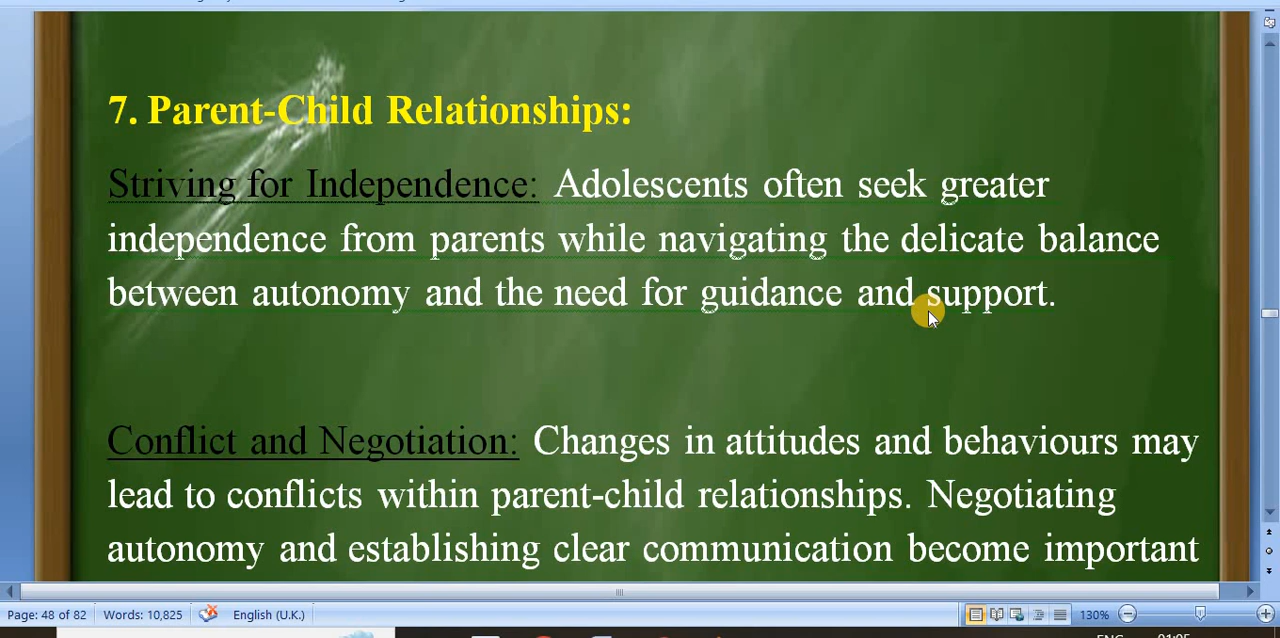 7. Parent-Child Relationships:
Striving for Independence: Adolescents often seek greater
independence from parents while navigating the delicate balance
between autonomy and the need for guidance and support.
Conflict and Negotiation: Changes in attitudes and behaviours may
lead to conflicts within parent-child relationships. Negotiating
autonomy and establishing clear communication become important
Page: 48 of 82 Words: 10,825 English (U.K.) 130%